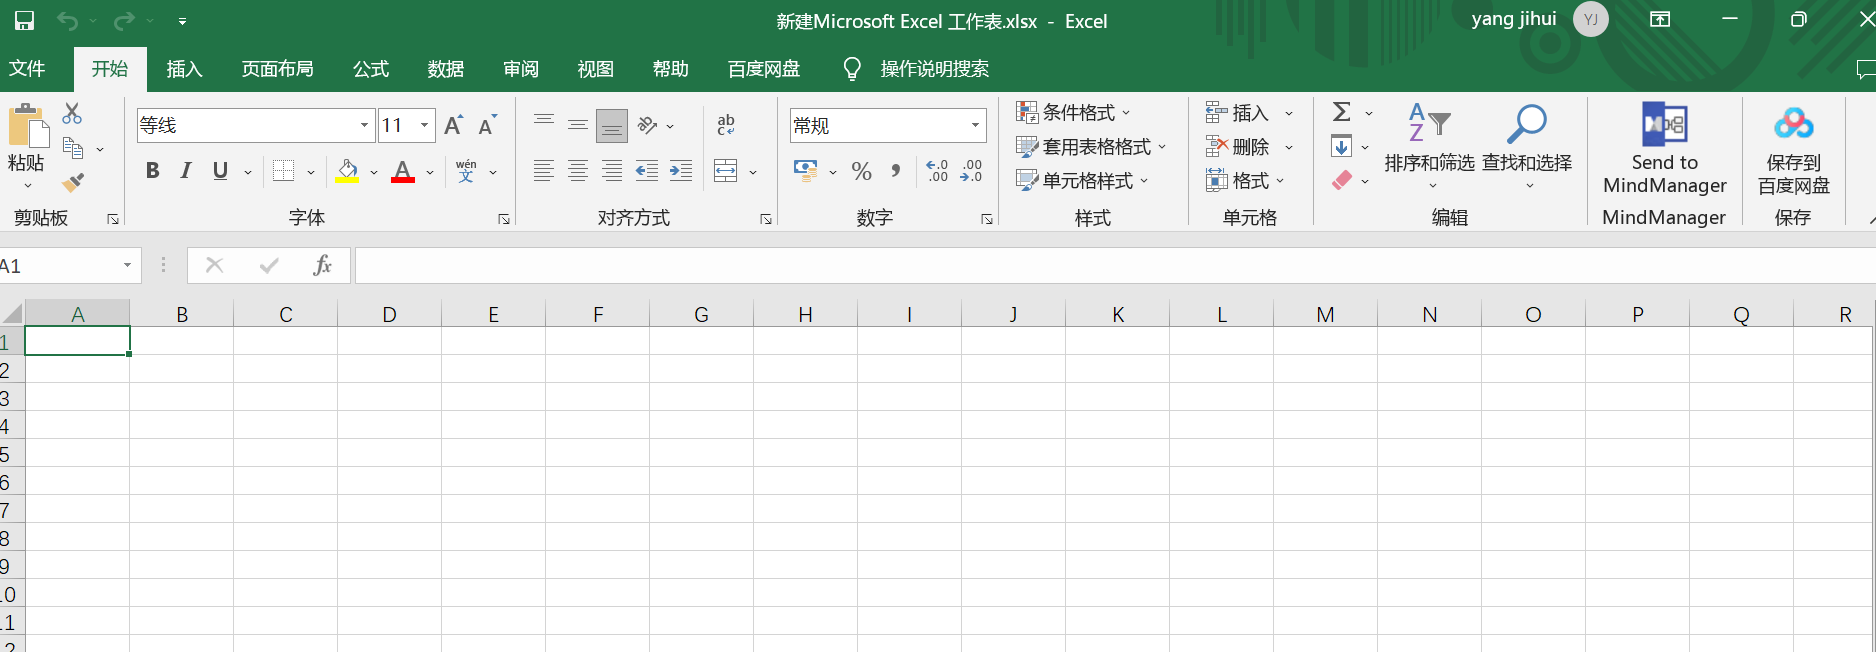 新建Microsoft Excel 工作表.xlsx - Excel
yang jihui
YJ
文件 开始 插入 页面布局 公式 数据 审阅 视图 帮助 百度网盘 操作说明搜索
粘贴
剪贴板
等线 11
A A
B I U A wén 文
字体
ab
c
对齐方式
常规
% , .0 .00 .00 .0
数字
条件格式
套用表格格式
单元格样式
样式
插入
删除
格式
单元格
Σ
A
Z
排序和筛选 查找和选择
编辑
Send to
MindManager
MindManager
保存到
百度网盘
保存
A1 fx
A B C D E F G H I J K L M N O P Q R
1
2
3
4
5
6
7
8
9
10
11
12